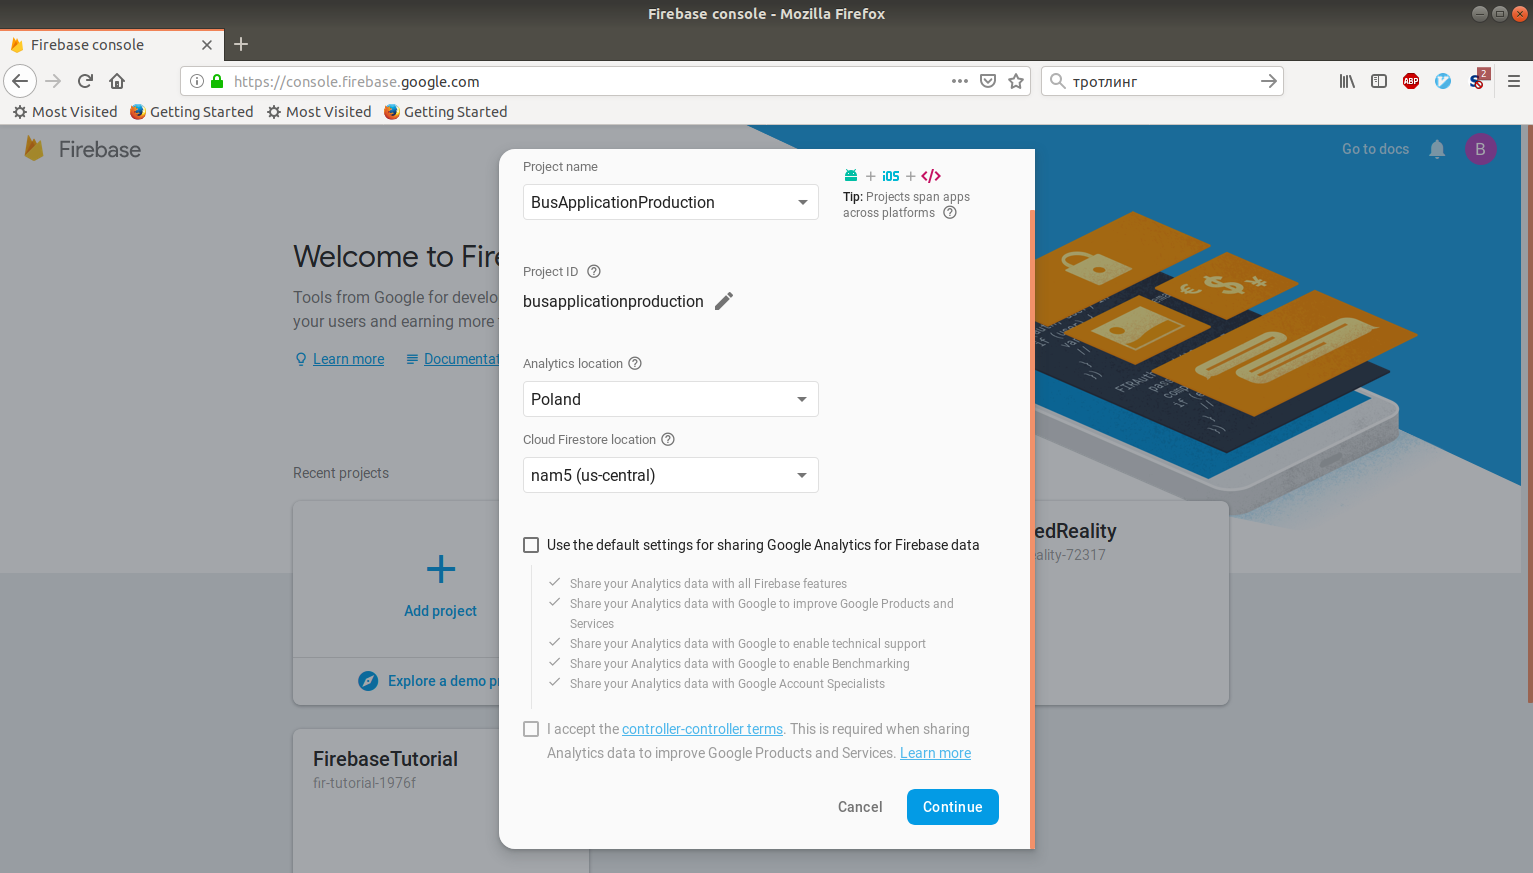 Firebase console - Mozilla Firefox
Firebase console
https://console.firebase.google.com
тротлинг
ABP
2
Most Visited
Getting Started
Most Visited
Getting Started
Firebase
Go to docs
B
Welcome to Fire
Tools from Google for develo
your users and earning more
Learn more
Documentat
Recent projects
Add project
Explore a demo pr
FirebaseTutorial
fir-tutorial-1976f
edReality
ality-72317
Project name
BusApplicationProduction
+ iOS + </>
Tip: Projects span apps
across platforms
Project ID
busapplicationproduction
Analytics location
Poland
Cloud Firestore location
nam5 (us-central)
Use the default settings for sharing Google Analytics for Firebase data
Share your Analytics data with all Firebase features
Share your Analytics data with Google to improve Google Products and
Services
Share your Analytics data with Google to enable technical support
Share your Analytics data with Google to enable Benchmarking
Share your Analytics data with Google Account Specialists
I accept the controller-controller terms. This is required when sharing
Analytics data to improve Google Products and Services. Learn more
Cancel
Continue